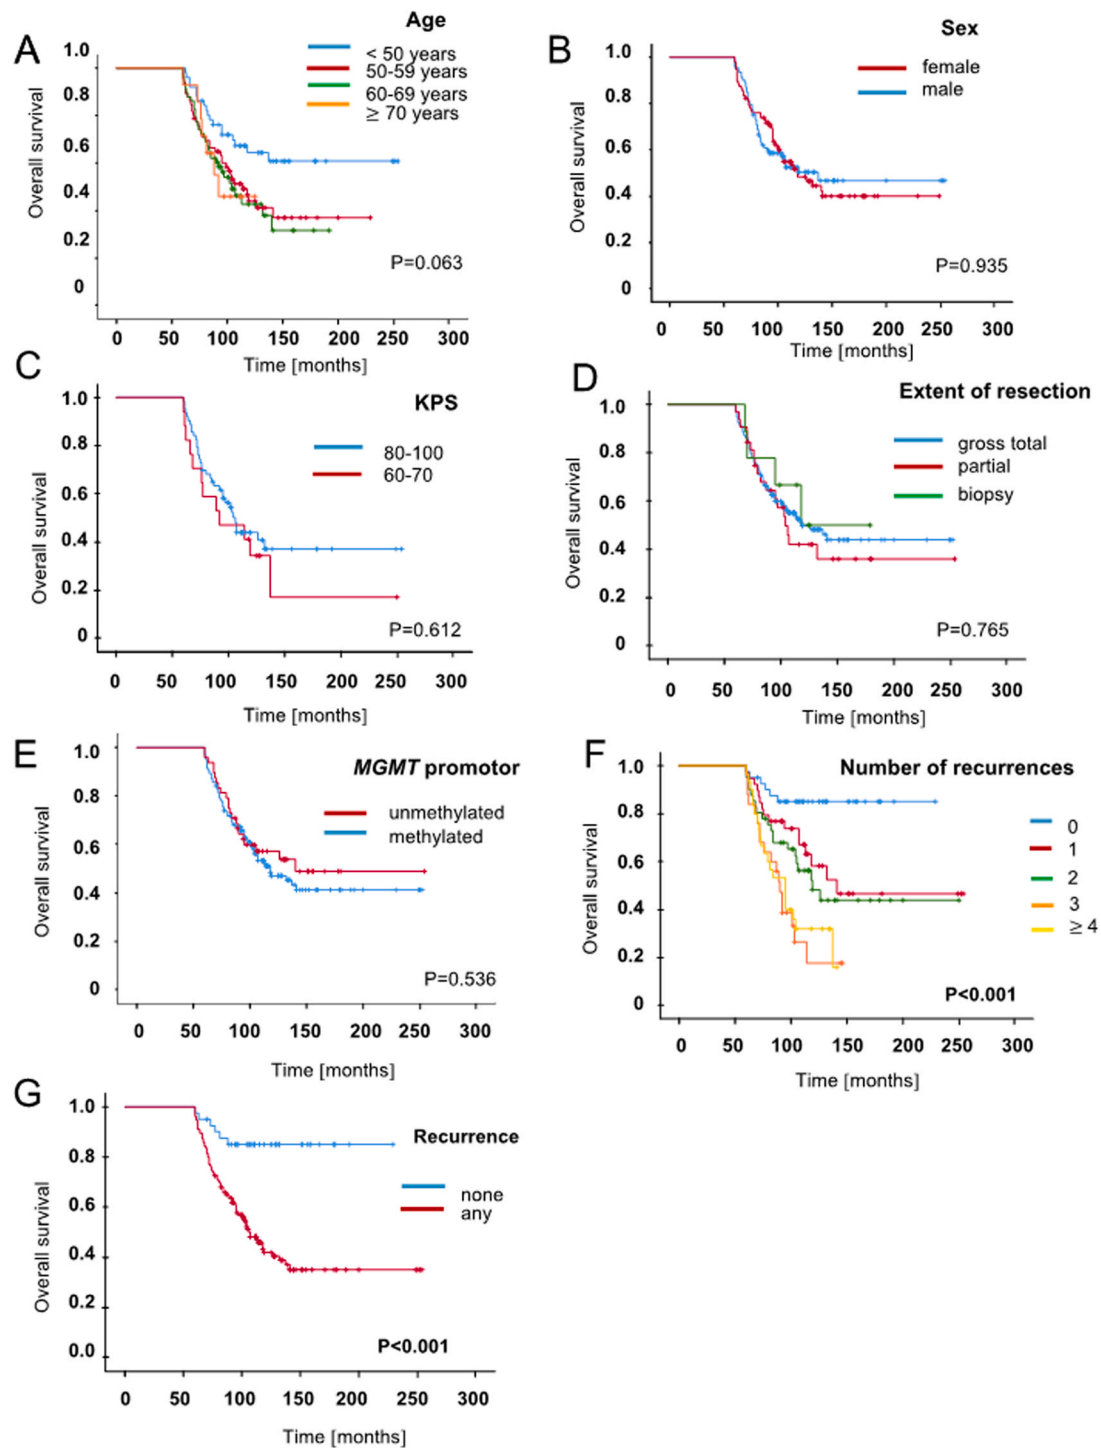 A
Age
< 50 years
50-59 years
60-69 years
≥ 70 years
1.0
0.8
0.6
0.4
0.2
0
Overall survival
P=0.063
0 50 100 150 200 250 300
Time [months]
B
Sex
female
male
1.0
0.8
0.6
0.4
0.2
0
Overall survival
P=0.935
0 50 100 150 200 250 300
Time [months]
C
KPS
80-100
60-70
1.0
0.8
0.6
0.4
0.2
0
Overall survival
P=0.612
0 50 100 150 200 250 300
Time [months]
D
Extent of resection
gross total
partial
biopsy
1.0
0.8
0.6
0.4
0.2
0
Overall survival
P=0.765
0 50 100 150 200 250 300
Time [months]
E
MGMT promotor
unmethylated
methylated
1.0
0.8
0.6
0.4
0.2
0
Overall survival
P=0.536
0 50 100 150 200 250 300
Time [months]
F
Number of recurrences
0
1
2
3
≥ 4
1.0
0.8
0.6
0.4
0.2
0
Overall survival
P<0.001
0 50 100 150 200 250 300
Time [months]
G
Recurrence
none
any
1.0
0.8
0.6
0.4
0.2
0.0
Overall survival
P<0.001
0 50 100 150 200 250 300
Time [months]